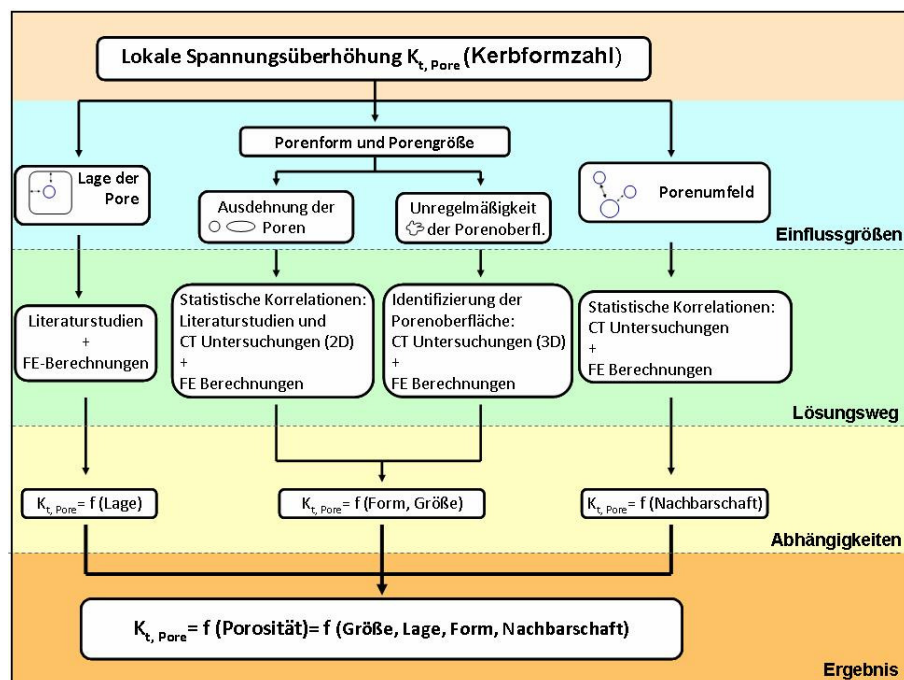 Lokale Spannungsüberhöhung Kt, Pore (Kerbformzahl)
Porenform und Porengröße
Lage der
Pore
Ausdehnung der
Poren
Unregelmäßigkeit
der Porenoberfl.
Porenumfeld
Einflussgrößen
Literaturstudien
+
FE-Berechnungen
Statistische Korrelationen:
Literaturstudien und
CT Untersuchungen (2D)
+
FE Berechnungen
Identifizierung der
Porenoberfläche:
CT Untersuchungen (3D)
+
FE Berechnungen
Statistische Korrelationen:
CT Untersuchungen
+
FE Berechnungen
Lösungsweg
Kt, Pore= f (Lage)
Kt, Pore= f (Form, Größe)
Kt, Pore= f (Nachbarschaft)
Abhängigkeiten
Kt, Pore= f (Porosität)= f (Größe, Lage, Form, Nachbarschaft)
Ergebnis